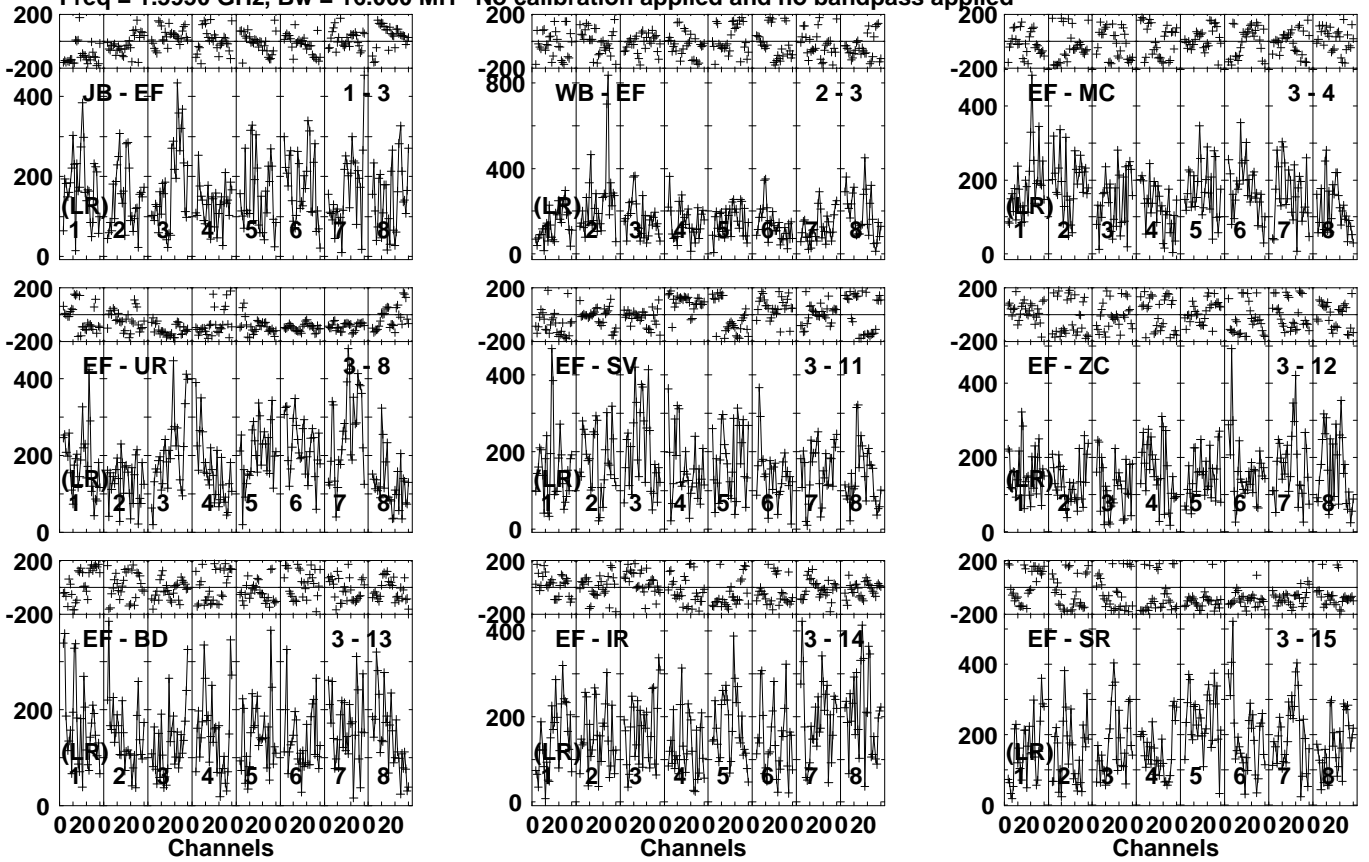 Freq = GHz, Bw = 16.000 MH No calibration applied and no bandpass applied
200 200 200
-200 -200 -200
800
JB - EF 1 - 3 WB - EF 2 - 3 EF - MC 3 - 4
400 400
200 400 200
(LR) (LR) (LR)
1 2 3 4 5 6 7 8 1 2 3 4 5 6 7 8 1 2 3 4 5 6 7 8
0 0 0
200 200 200
-200 -200 -200
EF - UR 3 - 8 EF - SV 3 - 11 EF - ZC 3 - 12
400 400 400
200 200 200
(LR) (LR) (LR)
1 2 3 4 5 6 7 8 1 2 3 4 5 6 7 8 1 2 3 4 5 6 7 8
0 0 0
200 200 200
-200 -200 -200
EF - BD 3 - 13 EF - IR 3 - 14 EF - SR 3 - 15
400 400
200 200 200
(LR) (LR) (LR)
1 2 3 4 5 6 7 8 1 2 3 4 5 6 7 8 1 2 3 4 5 6 7 8
0 0 0
0 20 0 20 0 20 0 20 0 20 0 20 0 20 0 20 0 20 0 20 0 20 0 20 0 20 0 20 0 20 0 20 0 20 0 20 0 20 0 20 0 20 0 20 0 20 0 20
Channels Channels Channels